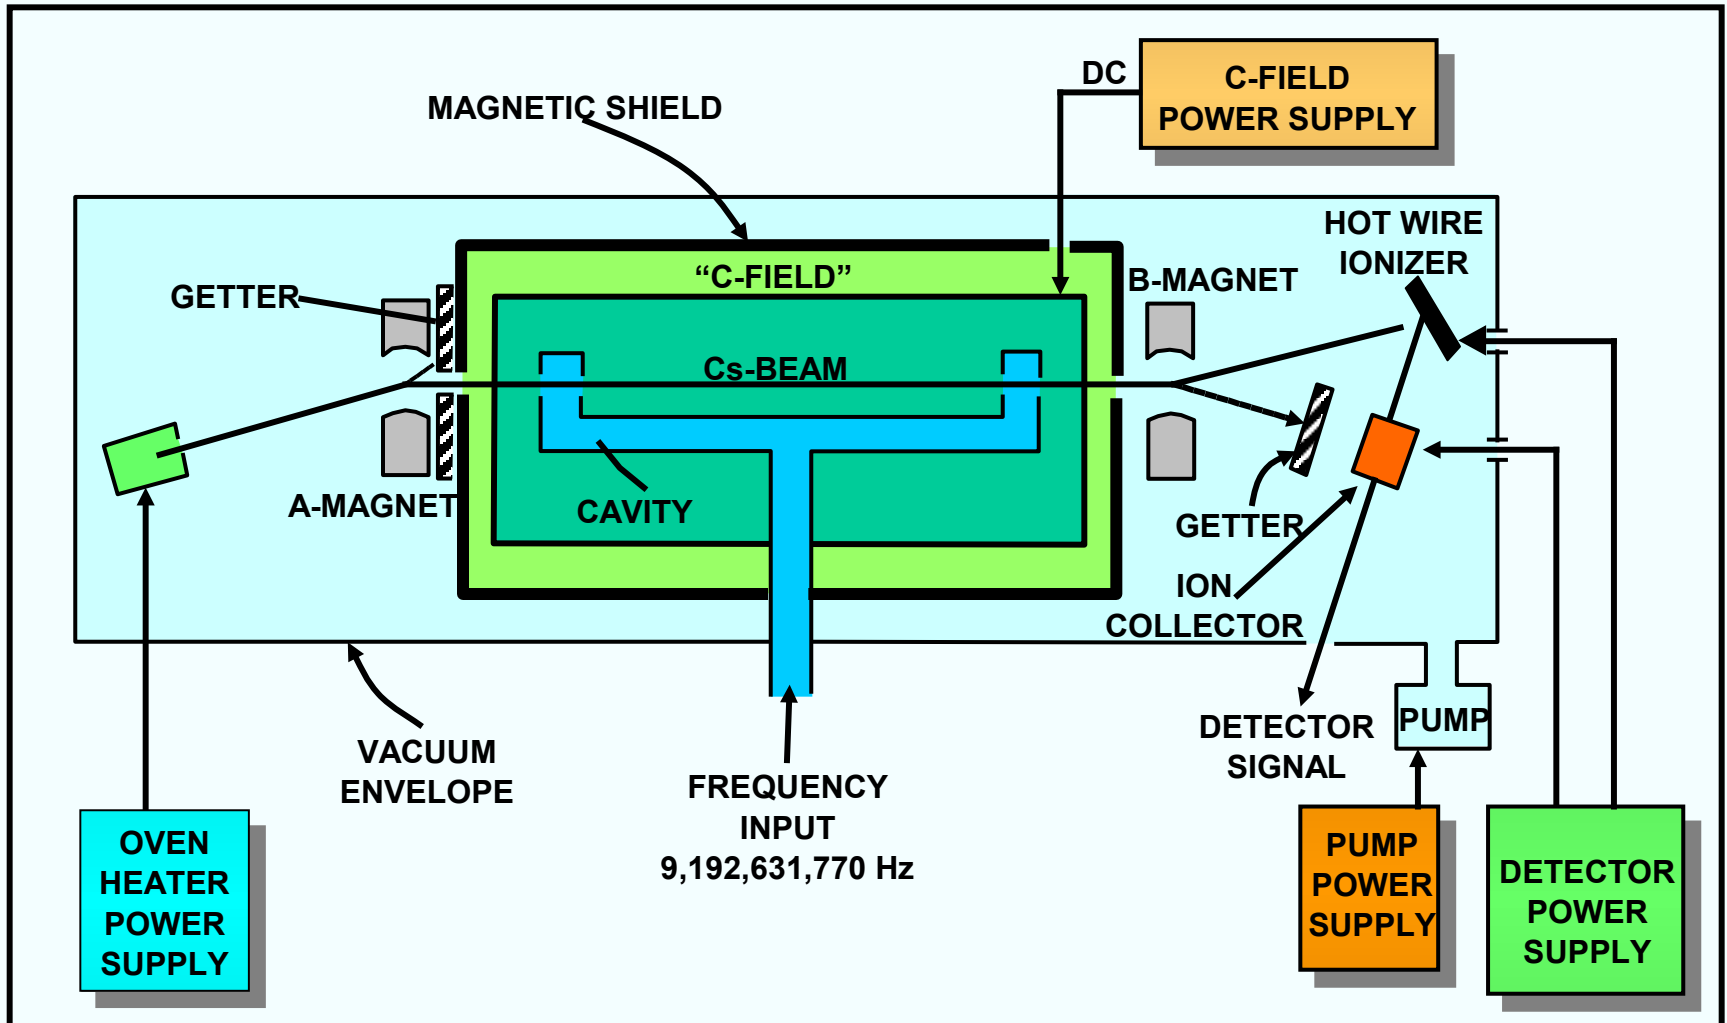 DC
C-FIELD
POWER SUPPLY
MAGNETIC SHIELD
HOT WIRE
IONIZER
“C-FIELD”
B-MAGNET
GETTER
Cs-BEAM
A-MAGNET
CAVITY
GETTER
ION
COLLECTOR
DETECTOR
SIGNAL
PUMP
VACUUM
ENVELOPE
FREQUENCY
INPUT
9,192,631,770 Hz
OVEN
HEATER
POWER
SUPPLY
PUMP
POWER
SUPPLY
DETECTOR
POWER
SUPPLY